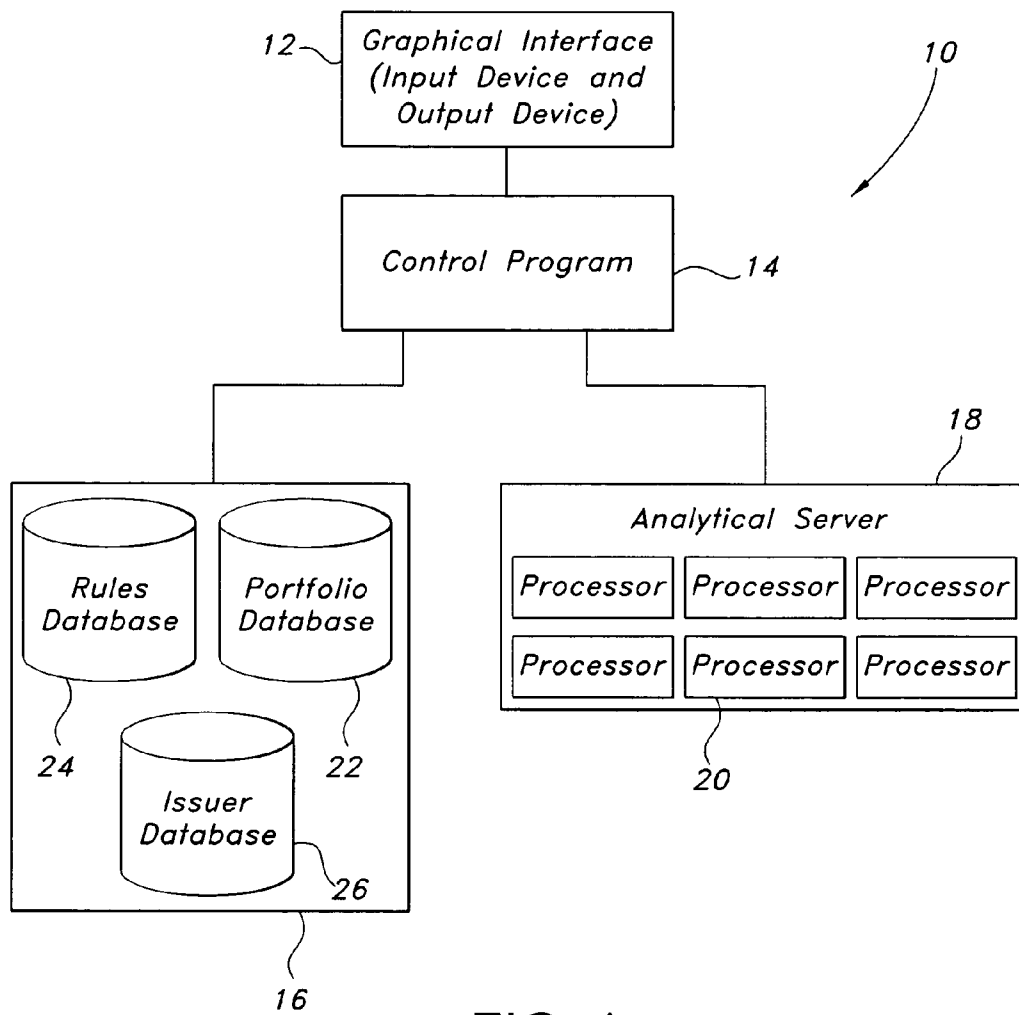 12
Graphical Interface
(Input Device and
Output Device)
10
Control Program
14
18
Rules
Database
Portfolio
Database
Analytical Server
Processor Processor Processor
Processor Processor Processor
24
22
20
Issuer
Database
26
16